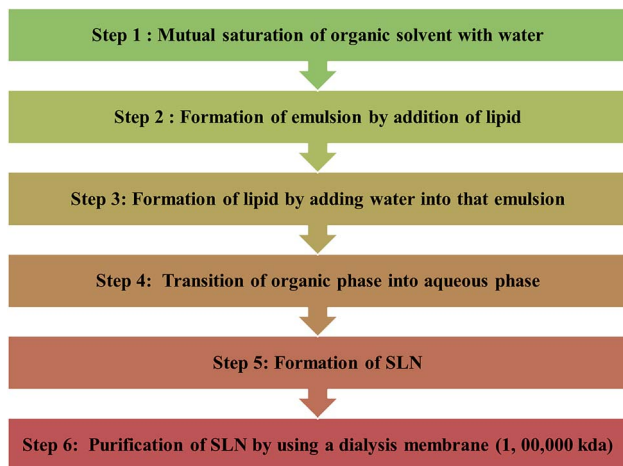 Step 1 : Mutual saturation of organic solvent with water
Step 2 : Formation of emulsion by addition of lipid
Step 3: Formation of lipid by adding water into that emulsion
Step 4:  Transition of organic phase into aqueous phase
Step 5: Formation of SLN
Step 6:  Purification of SLN by using a dialysis membrane (1, 00,000 kda)